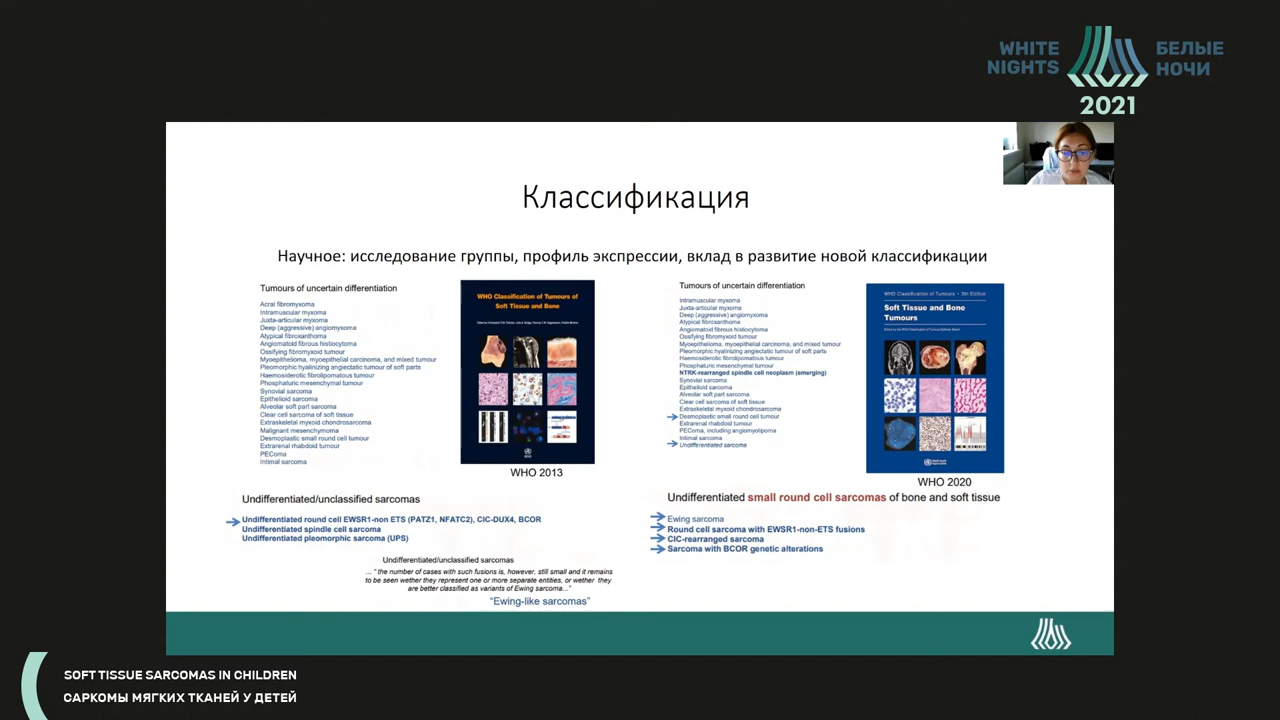 WHITE NIGHTS
БЕЛЫЕ НОЧИ
2021
Классификация
Научное: исследование группы, профиль экспрессии, вклад в развитие новой классификации
Tumours of uncertain differentiation
Acral fibromyxoma
Intramuscular myxoma
Juxta-articular myxoma
Deep (aggressive) angiomyxoma
Atypical fibroxanthoma
Angiomatoid fibrous histiocytoma
Ossifying fibromyxoid tumour
Myoepithelioma, myoepithelial carcinoma, and mixed tumour
Pleomorphic hyalinizing angiectatic tumour of soft parts
Haemosiderotic fibrolipomatous tumour
Phosphaturic mesenchymal tumour
Synovial sarcoma
Epithelioid sarcoma
Alveolar soft part sarcoma
Clear cell sarcoma of soft tissue
Extraskeletal myxoid chondrosarcoma
Malignant mesenchymoma
Desmoplastic small round cell tumour
Extrarenal rhabdoid tumour
PEComa
Intimal sarcoma
WHO Classification of Tumours of
Soft Tissue and Bone
WHO 2013
Undifferentiated/unclassified sarcomas
Undifferentiated round cell EWSR1-non ETS (PATZ1, NFATC2), CIC-DUX4, BCOR
Undifferentiated spindle cell sarcoma
Undifferentiated pleomorphic sarcoma (UPS)
Undifferentiated/unclassified sarcomas
... " the number of cases with such fusions is, however, still small and it remains
to be seen wether they represent one or more separate entities, or wether they
are better classified as variants of Ewing sarcoma..."
"Ewing-like sarcomas"
Tumours of uncertain differentiation
Intramuscular myxoma
Juxta-articular myxoma
Deep (aggressive) angiomyxoma
Atypical fibroxanthoma
Angiomatoid fibrous histiocytoma
Ossifying fibromyxoid tumour
Myoepithelioma, myoepithelial carcinoma, and mixed tumour
Pleomorphic hyalinizing angiectatic tumour of soft parts
Haemosiderotic fibrolipomatous tumour
Phosphaturic mesenchymal tumour
NTRK-rearranged spindle cell neoplasm (emerging)
Synovial sarcoma
Epithelioid sarcoma
Alveolar soft part sarcoma
Clear cell sarcoma of soft tissue
Extraskeletal myxoid chondrosarcoma
Desmoplastic small round cell tumour
Extrarenal rhabdoid tumour
PEComa, including angiomyolipoma
Intimal sarcoma
Undifferentiated sarcoma
WHO Classification of Tumours • 5th Edition
Soft Tissue and Bone
Tumours
WHO 2020
Undifferentiated small round cell sarcomas of bone and soft tissue
Ewing sarcoma
Round cell sarcoma with EWSR1-non-ETS fusions
CIC-rearranged sarcoma
Sarcoma with BCOR genetic alterations
SOFT TISSUE SARCOMAS IN CHILDREN
САРКОМЫ МЯГКИХ ТКАНЕЙ У ДЕТЕЙ